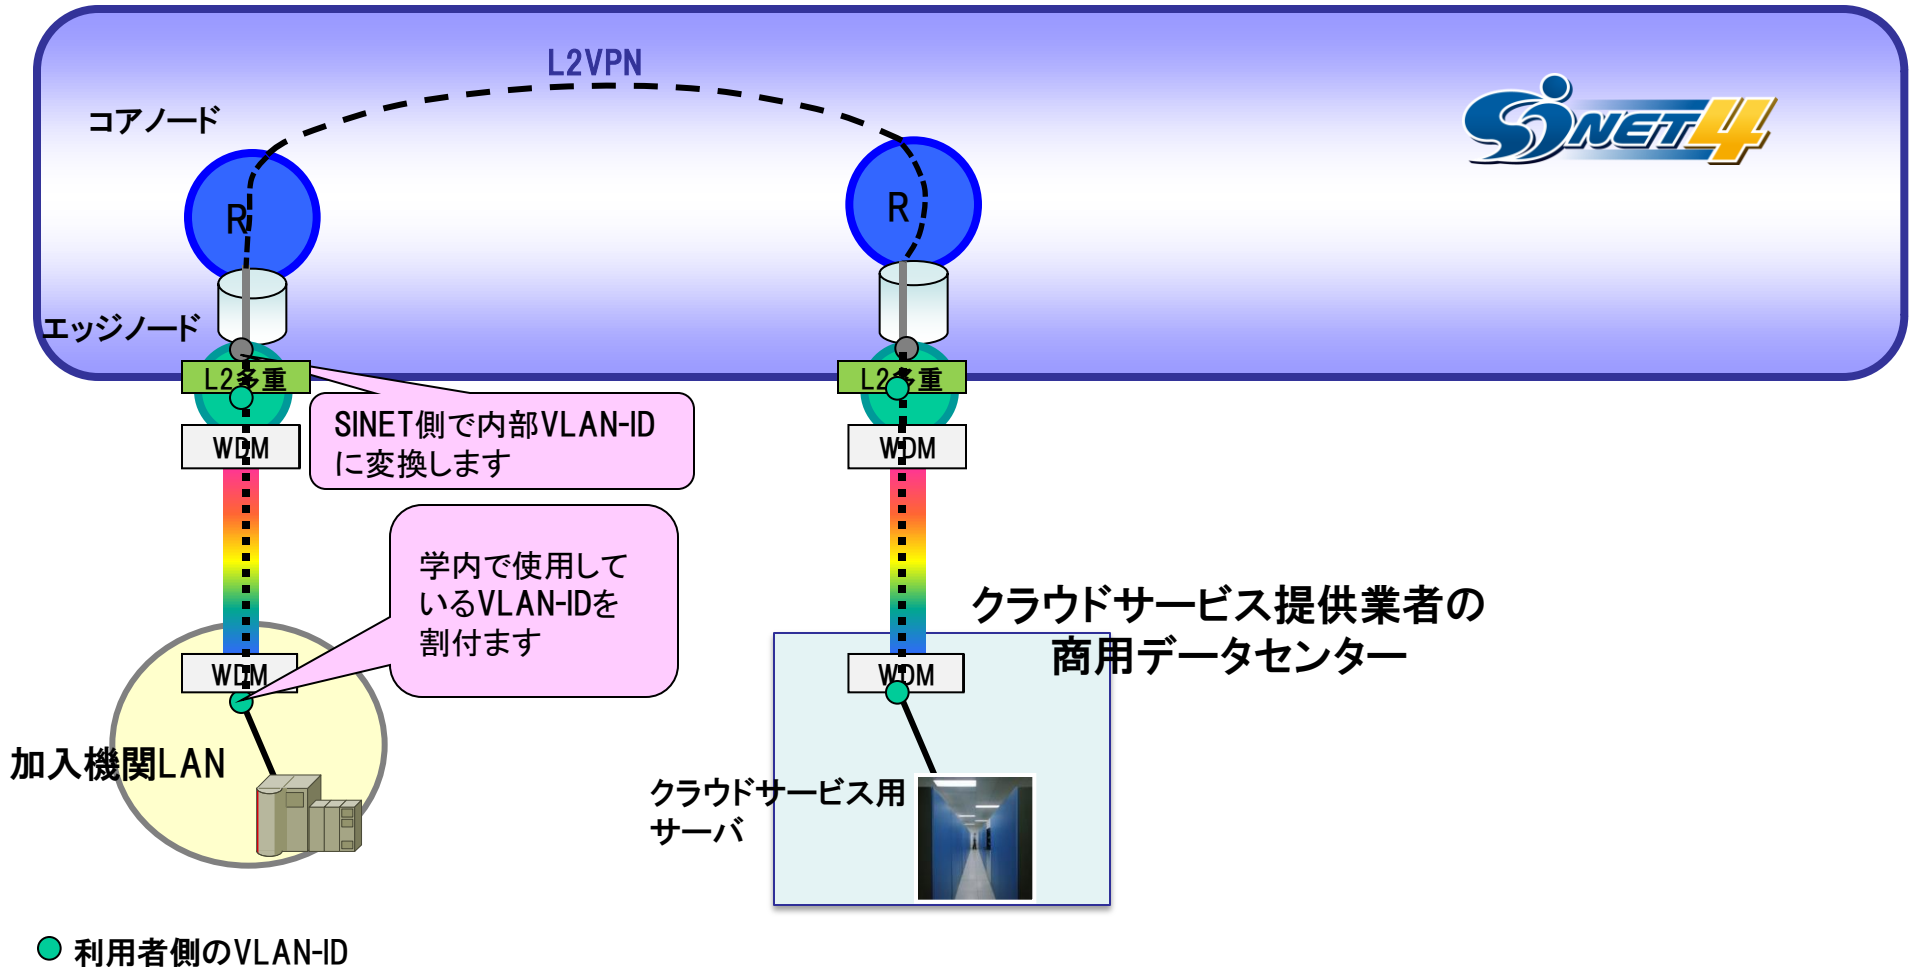 L2VPN
コアノード
SINET4
R
R
エッジノード
L2多重
L2多重
SINET側で内部VLAN-ID
に変換します
WDM
WDM
学内で使用して
いるVLAN-IDを
割付ます
クラウドサービス提供業者の
商用データセンター
WDM
WDM
加入機関LAN
クラウドサービス用
サーバ
利用者側のVLAN-ID